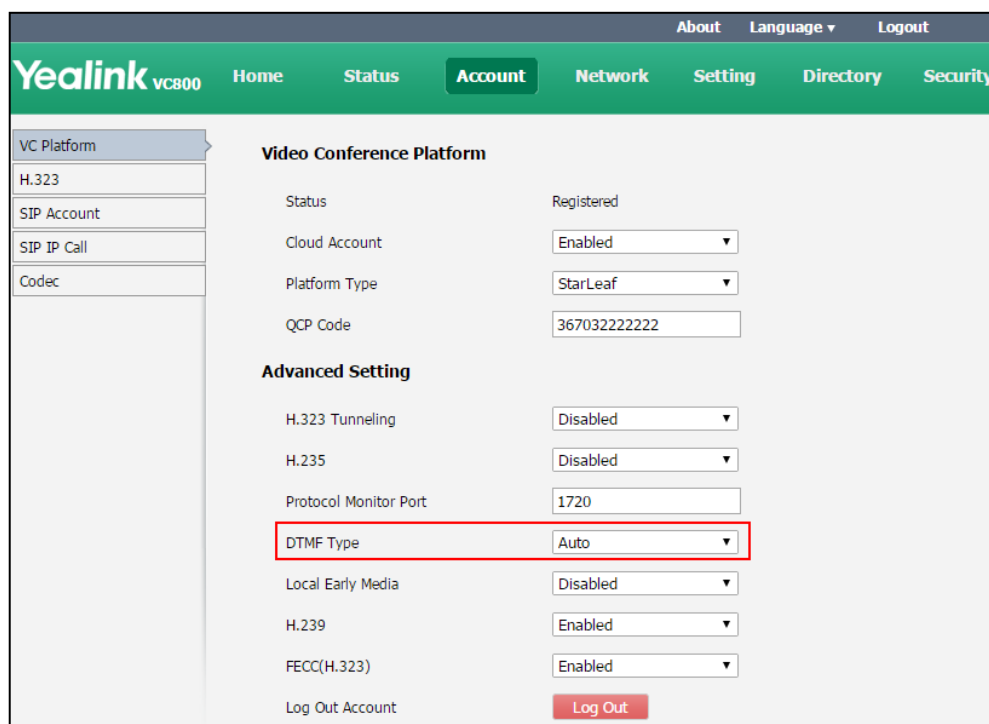 About Language ▾ Logout
Yealink VC800 Home Status Account Network Setting Directory Security
VC Platform
H.323
SIP Account
SIP IP Call
Codec
Video Conference Platform
Status Registered
Cloud Account Enabled
Platform Type StarLeaf
QCP Code 367032222222
Advanced Setting
H.323 Tunneling Disabled
H.235 Disabled
Protocol Monitor Port 1720
DTMF Type Auto
Local Early Media Disabled
H.239 Enabled
FECC(H.323) Enabled
Log Out Account Log Out